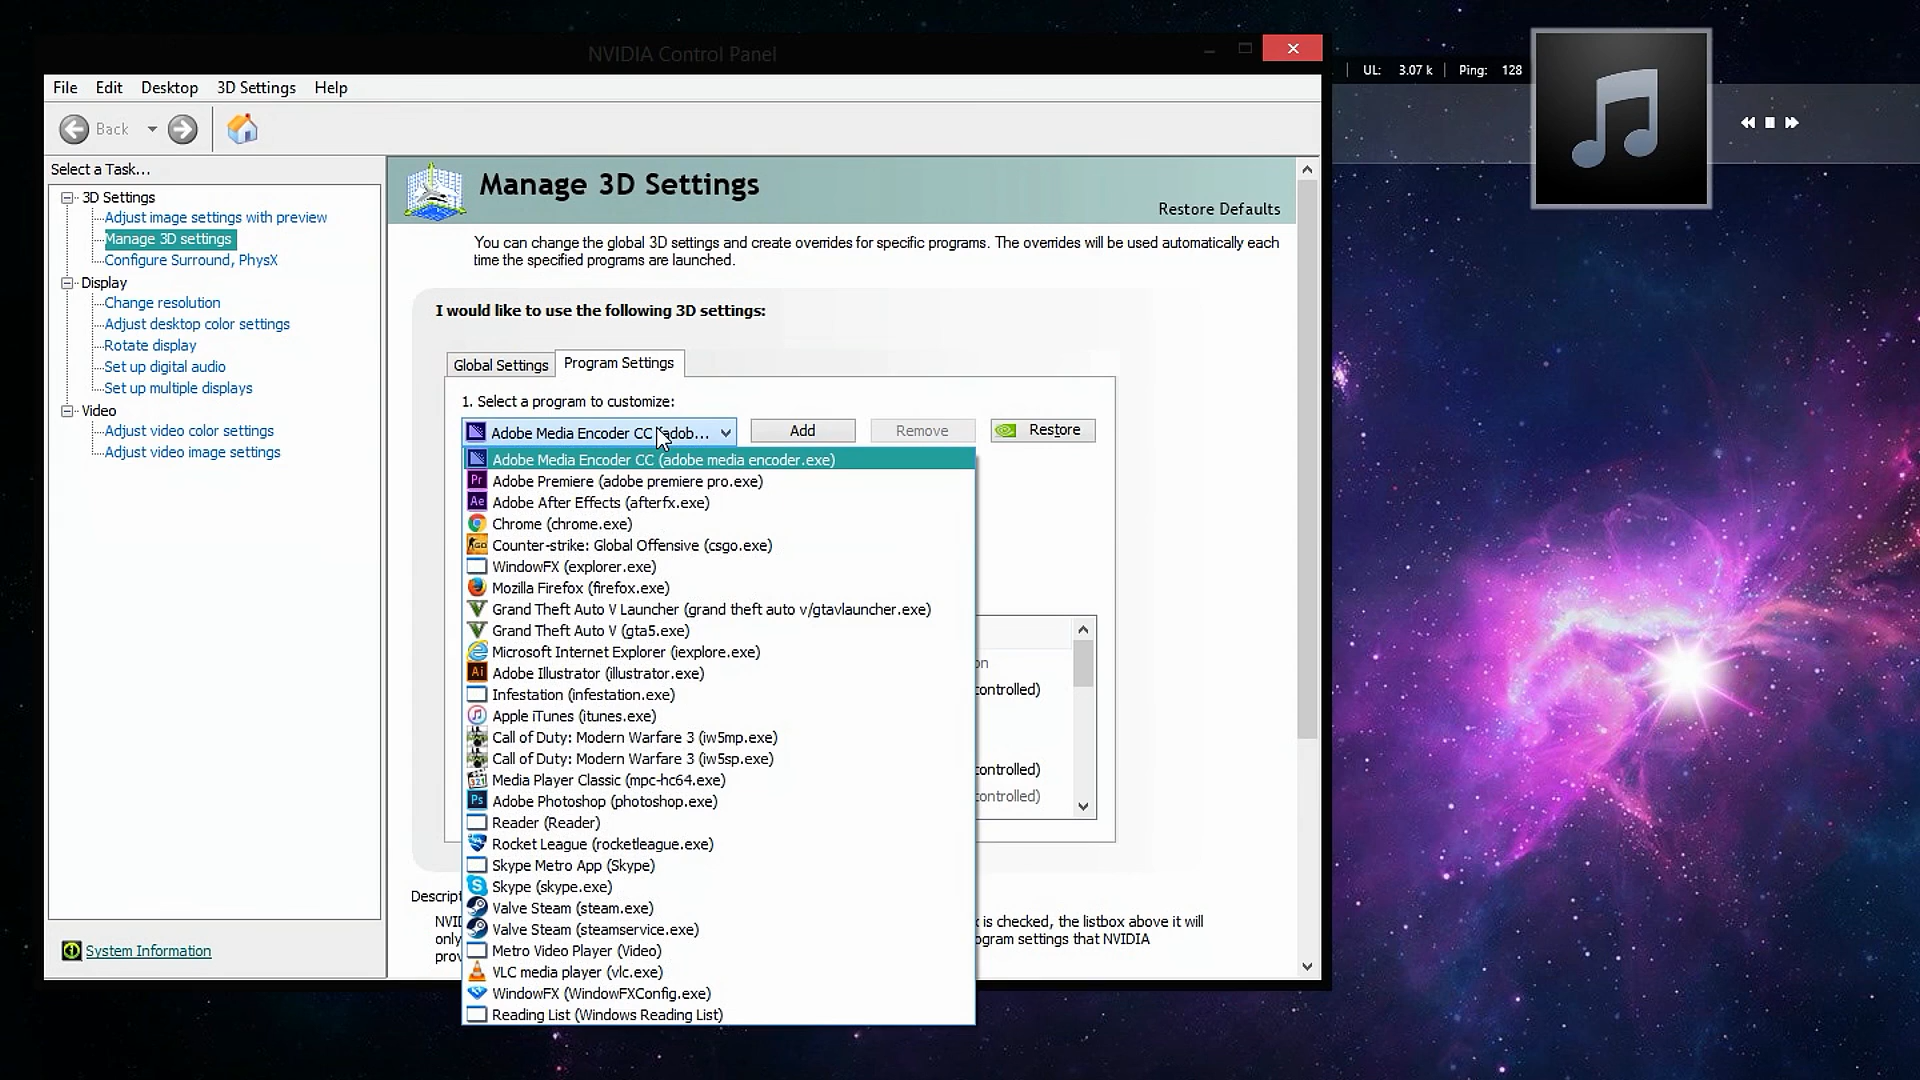 NVIDIA Control Panel
UL: 3.07 k Ping: 128
File Edit Desktop 3D Settings Help
Back
Select a Task...
3D Settings
Adjust image settings with preview
Manage 3D settings
Configure Surround, PhysX
Display
Change resolution
Adjust desktop color settings
Rotate display
Set up digital audio
Set up multiple displays
Video
Adjust video color settings
Adjust video image settings
System Information
Manage 3D Settings
Restore Defaults
You can change the global 3D settings and create overrides for specific programs. The overrides will be used automatically each
time the specified programs are launched.
I would like to use the following 3D settings:
Global Settings Program Settings
1. Select a program to customize:
Adobe Media Encoder CC (adob... Add Remove Restore
Adobe Media Encoder CC (adobe media encoder.exe)
Adobe Premiere (adobe premiere pro.exe)
Adobe After Effects (afterfx.exe)
Chrome (chrome.exe)
Counter-strike: Global Offensive (csgo.exe)
WindowFX (explorer.exe)
Mozilla Firefox (firefox.exe)
Grand Theft Auto V Launcher (grand theft auto v/gtavlauncher.exe)
Grand Theft Auto V (gta5.exe)
Microsoft Internet Explorer (iexplore.exe)
Adobe Illustrator (illustrator.exe)
Infestation (infestation.exe)
Apple iTunes (itunes.exe)
Call of Duty: Modern Warfare 3 (iw5mp.exe)
Call of Duty: Modern Warfare 3 (iw5sp.exe)
Media Player Classic (mpc-hc64.exe)
Adobe Photoshop (photoshop.exe)
Reader (Reader)
Rocket League (rocketleague.exe)
Skype Metro App (Skype)
Skype (skype.exe)
Valve Steam (steam.exe)
Valve Steam (steamservice.exe)
Metro Video Player (Video)
VLC media player (vlc.exe)
WindowFX (WindowFXConfig.exe)
Reading List (Windows Reading List)
on
controlled)
controlled)
controlled)
Descript
NVID x is checked, the listbox above it will
only ogram settings that NVIDIA
prov